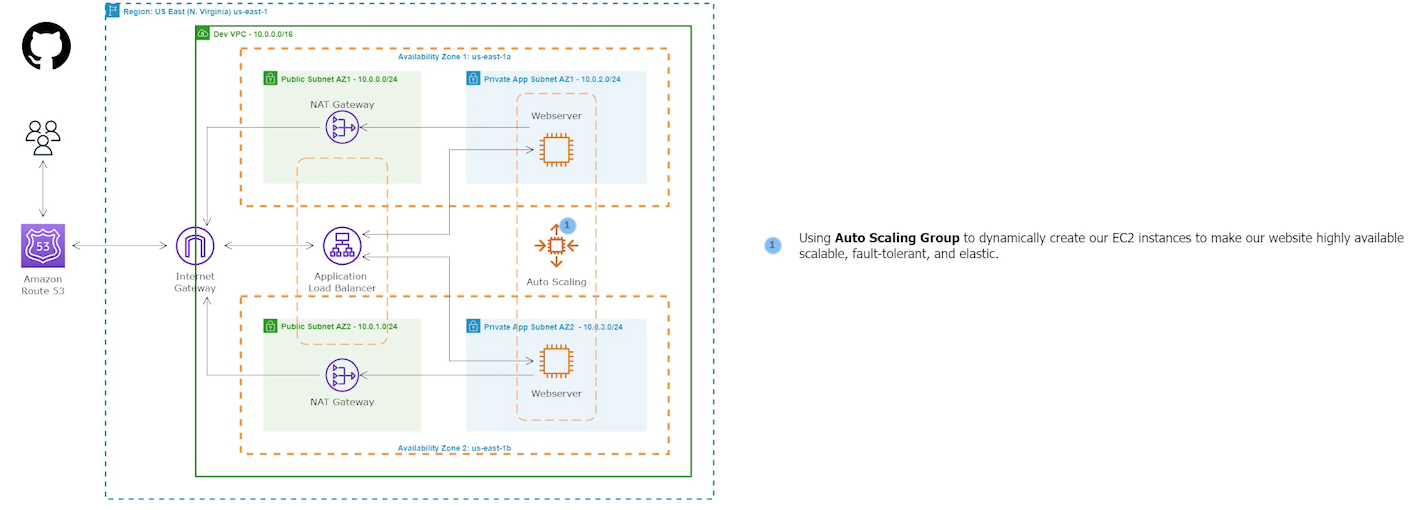 Region: US East (N. Virginia) us-east-1
Dev VPC - 10.0.0.0/16
Availability Zone 1: us-east-1a
Public Subnet AZ1 - 10.0.0.0/24
Private App Subnet AZ1 - 10.0.2.0/24
NAT Gateway
Webserver
53
Amazon
Route 53
Internet
Gateway
Application
Load Balancer
1
Auto Scaling
1
Using Auto Scaling Group to dynamically create our EC2 instances to make our website highly available
scalable, fault-tolerant, and elastic.
Public Subnet AZ2 - 10.0.1.0/24
Private App Subnet AZ2 - 10.0.3.0/24
NAT Gateway
Webserver
Availability Zone 2: us-east-1b